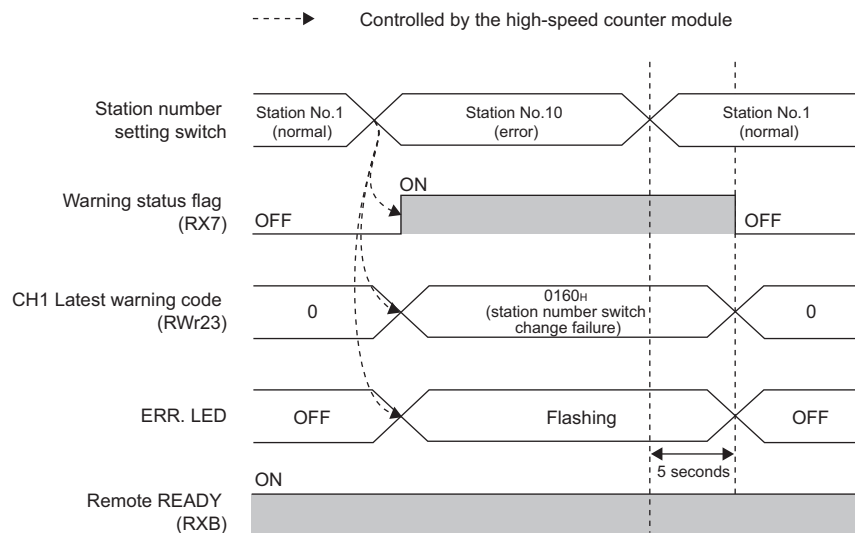 Controlled by the high-speed counter module
Station number
setting switch
Station No.1
(normal)
Station No.10
(error)
Station No.1
(normal)
Warning status flag
(RX7)
OFF
ON
OFF
CH1 Latest warning code
(RWr23)
0
0160H
(station number switch
change failure)
0
ERR. LED
OFF
Flashing
OFF
5 seconds
Remote READY
(RXB)
ON